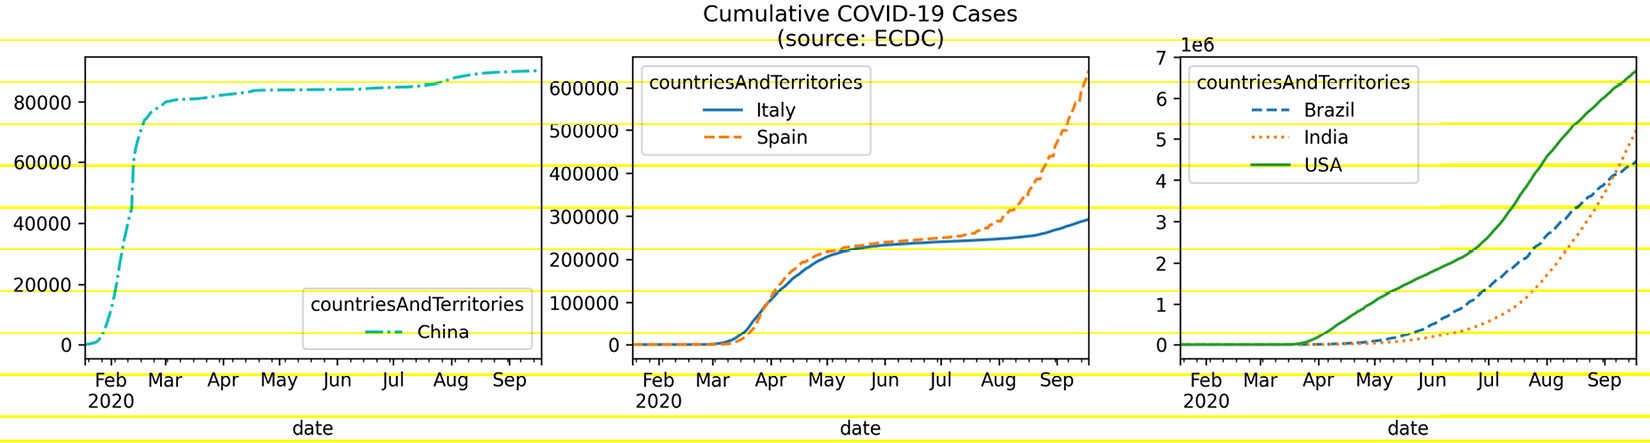 Cumulative COVID-19 Cases
(source: ECDC)
80000
60000
40000
20000
0
countriesAndTerritories
China
Feb Mar Apr May Jun Jul Aug Sep
2020
date
600000
500000
400000
300000
200000
100000
0
countriesAndTerritories
Italy
Spain
Feb Mar Apr May Jun Jul Aug Sep
2020
date
1e6
7
6
5
4
3
2
1
0
countriesAndTerritories
Brazil
India
USA
Feb Mar Apr May Jun Jul Aug Sep
2020
date